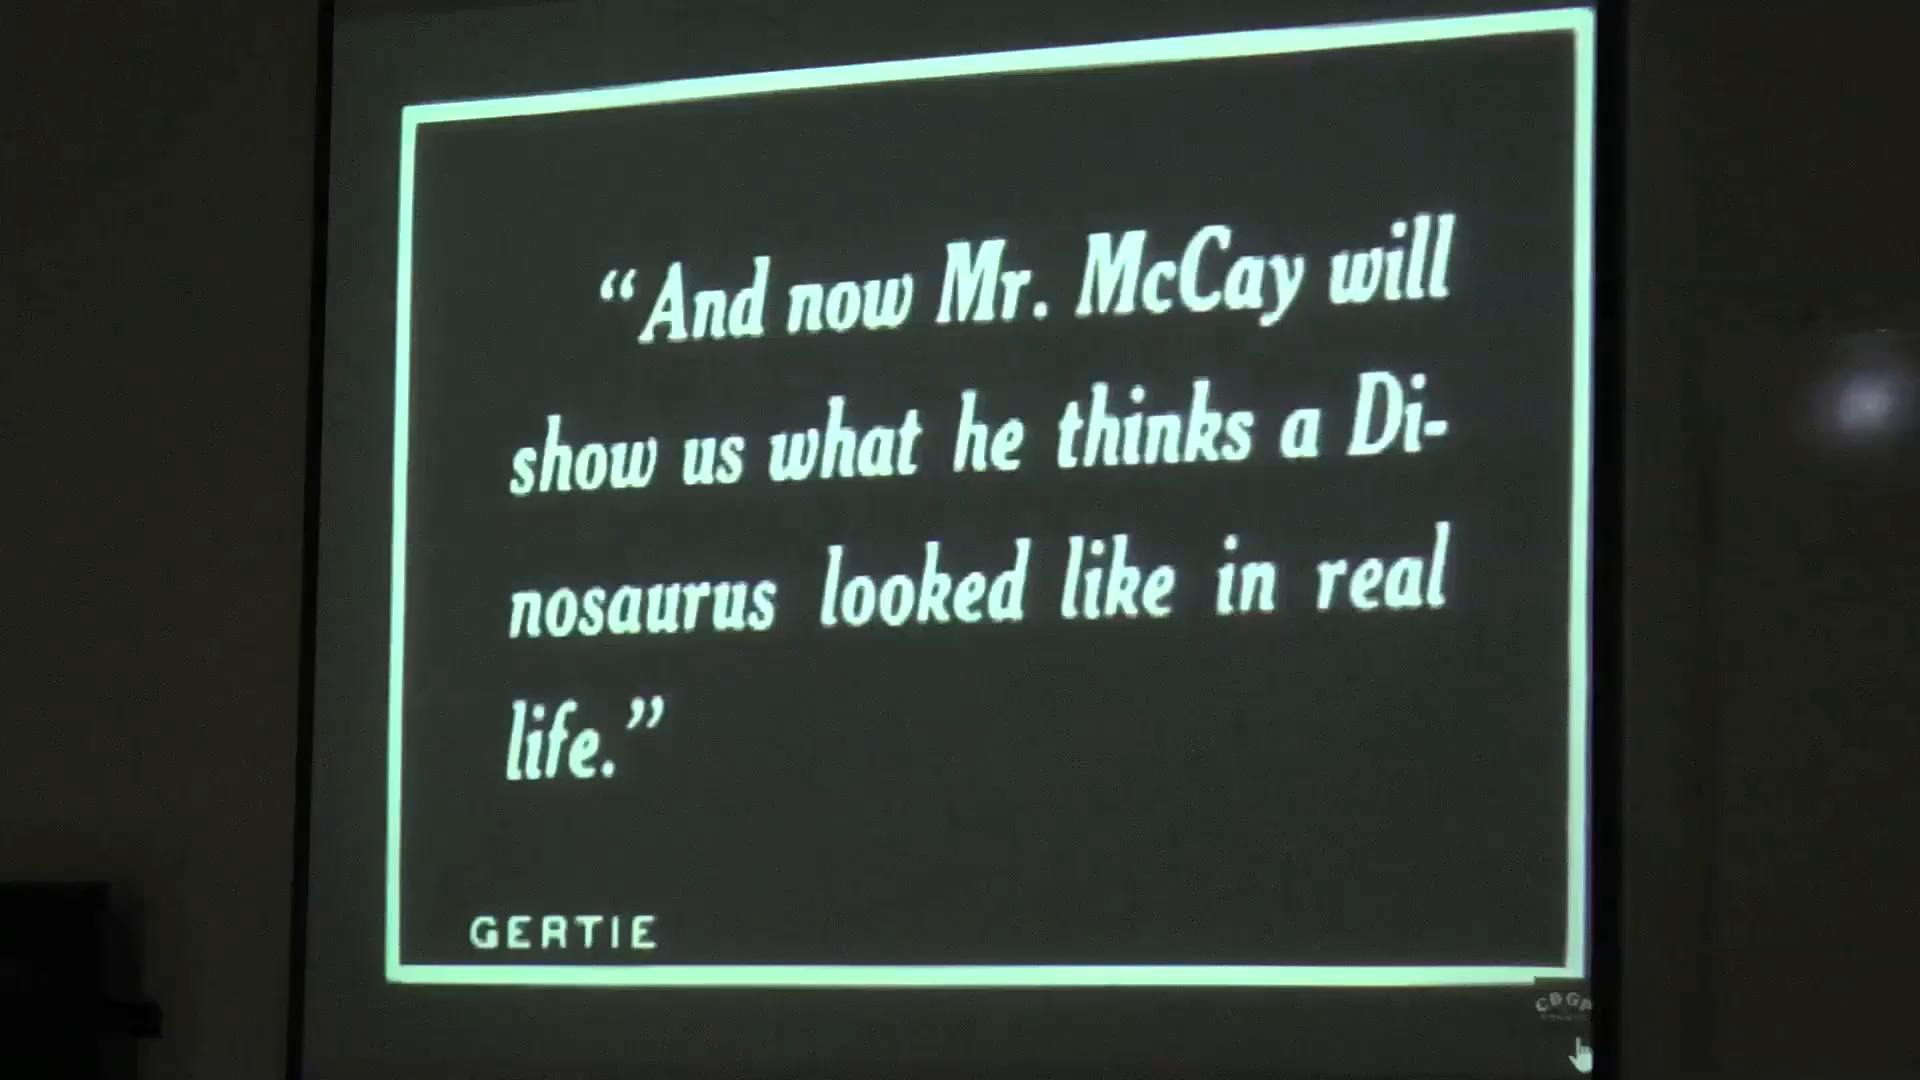 “And now Mr. McCay will
show us what he thinks a Di-
nosaurus looked like in real
life.”
GERTIE